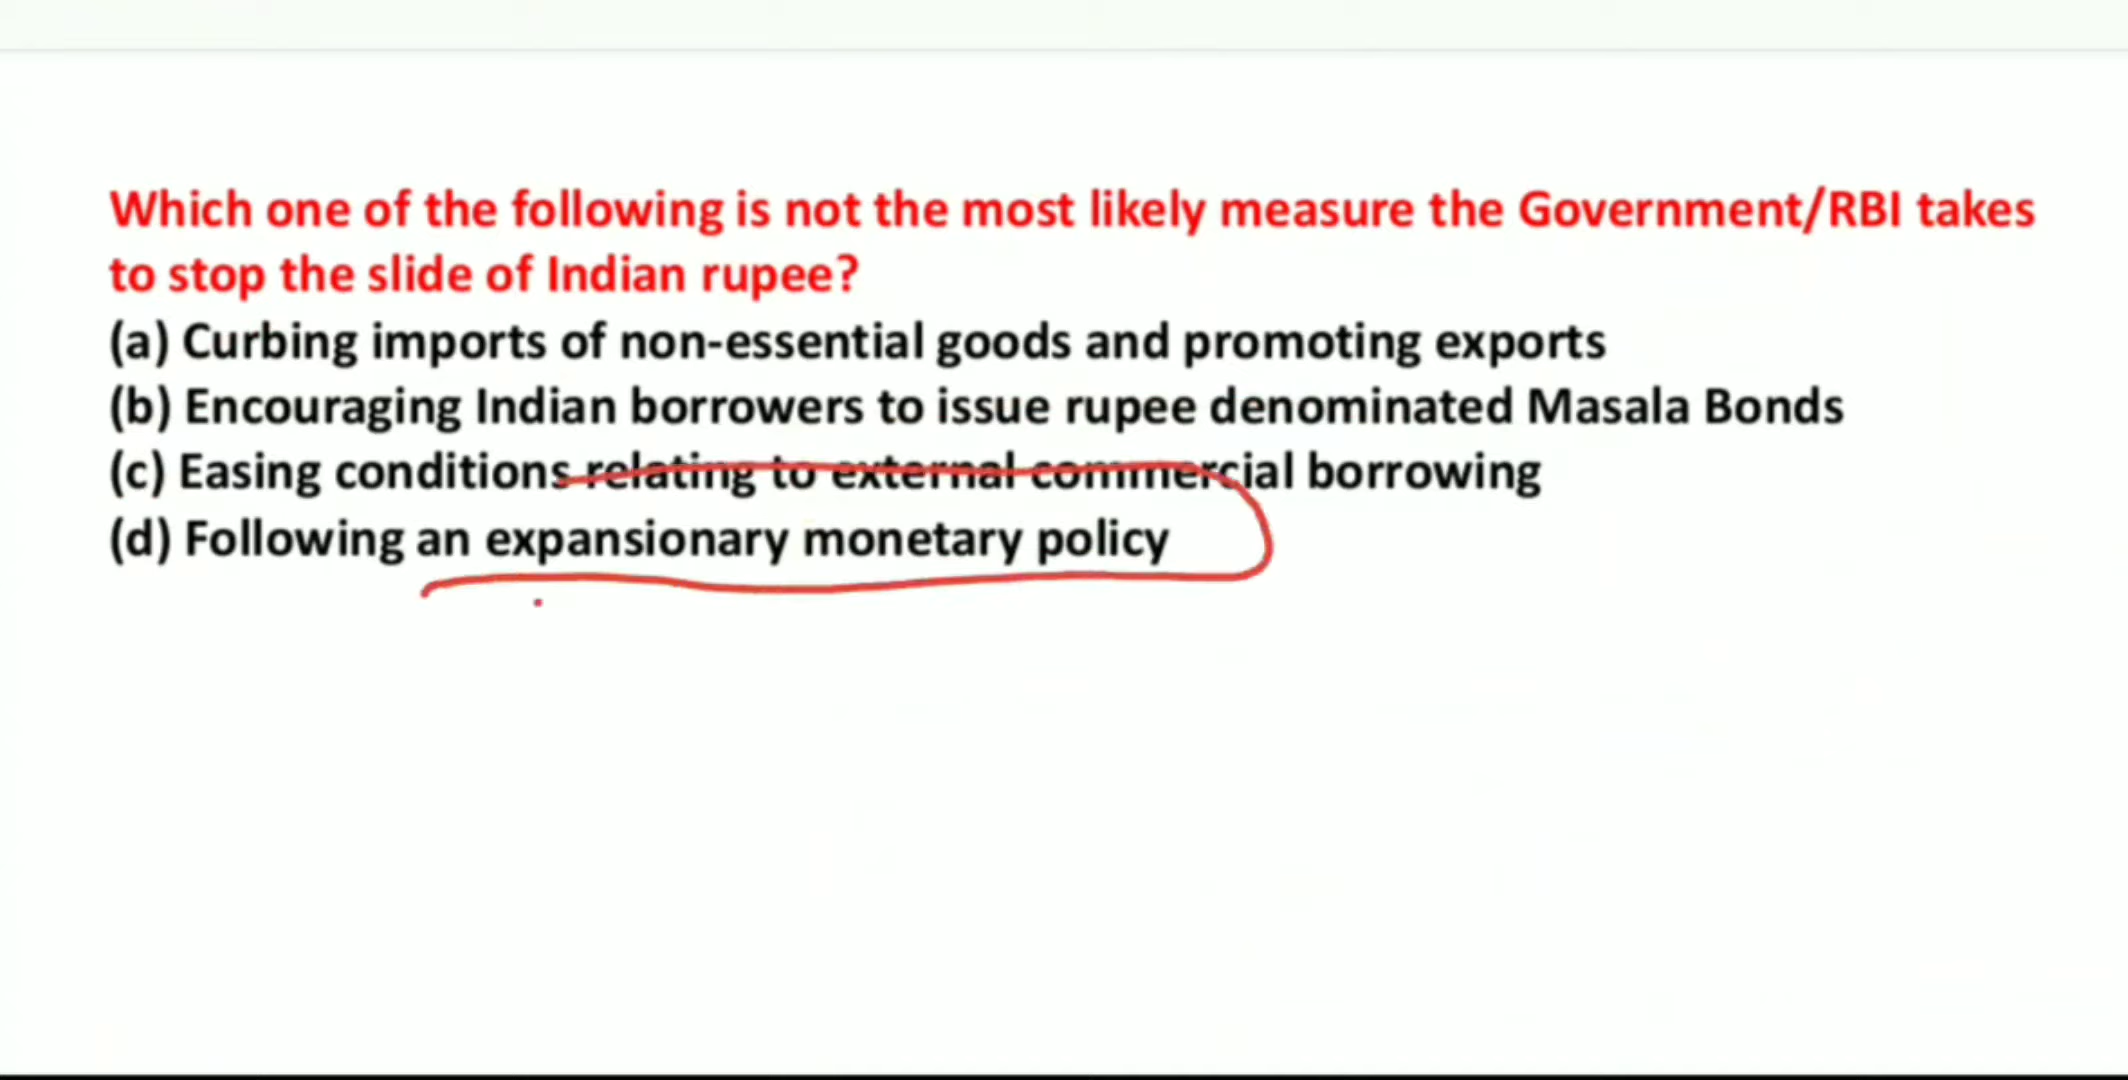 Which one of the following is not the most likely measure the Government/RBI takes
to stop the slide of Indian rupee?
(a) Curbing imports of non-essential goods and promoting exports
(b) Encouraging Indian borrowers to issue rupee denominated Masala Bonds
(c) Easing conditions relating to external commercial borrowing
(d) Following an expansionary monetary policy